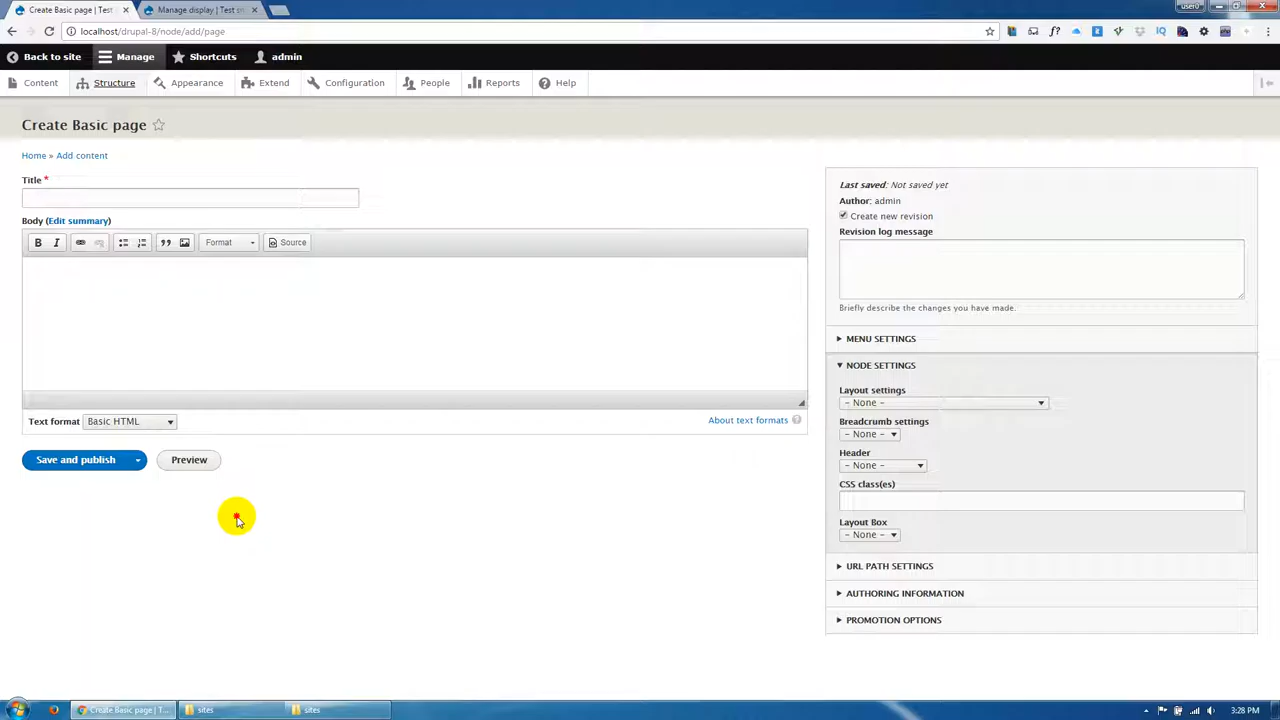 Create Basic page | Test
Manage display | Test sn
user0
localhost/drupal-8/node/add/page
Back to site
Manage
Shortcuts
admin
Content
Structure
Appearance
Extend
Configuration
People
Reports
Help
Create Basic page
Home » Add content
Title *
Body (Edit summary)
Format
Source
Text format
Basic HTML
About text formats
Save and publish
Preview
Last saved: Not saved yet
Author: admin
Create new revision
Revision log message
Briefly describe the changes you have made.
MENU SETTINGS
NODE SETTINGS
Layout settings
- None -
Breadcrumb settings
- None -
Header
- None -
CSS class(es)
Layout Box
- None -
URL PATH SETTINGS
AUTHORING INFORMATION
PROMOTION OPTIONS
Create Basic page | T...
sites
sites
3:28 PM